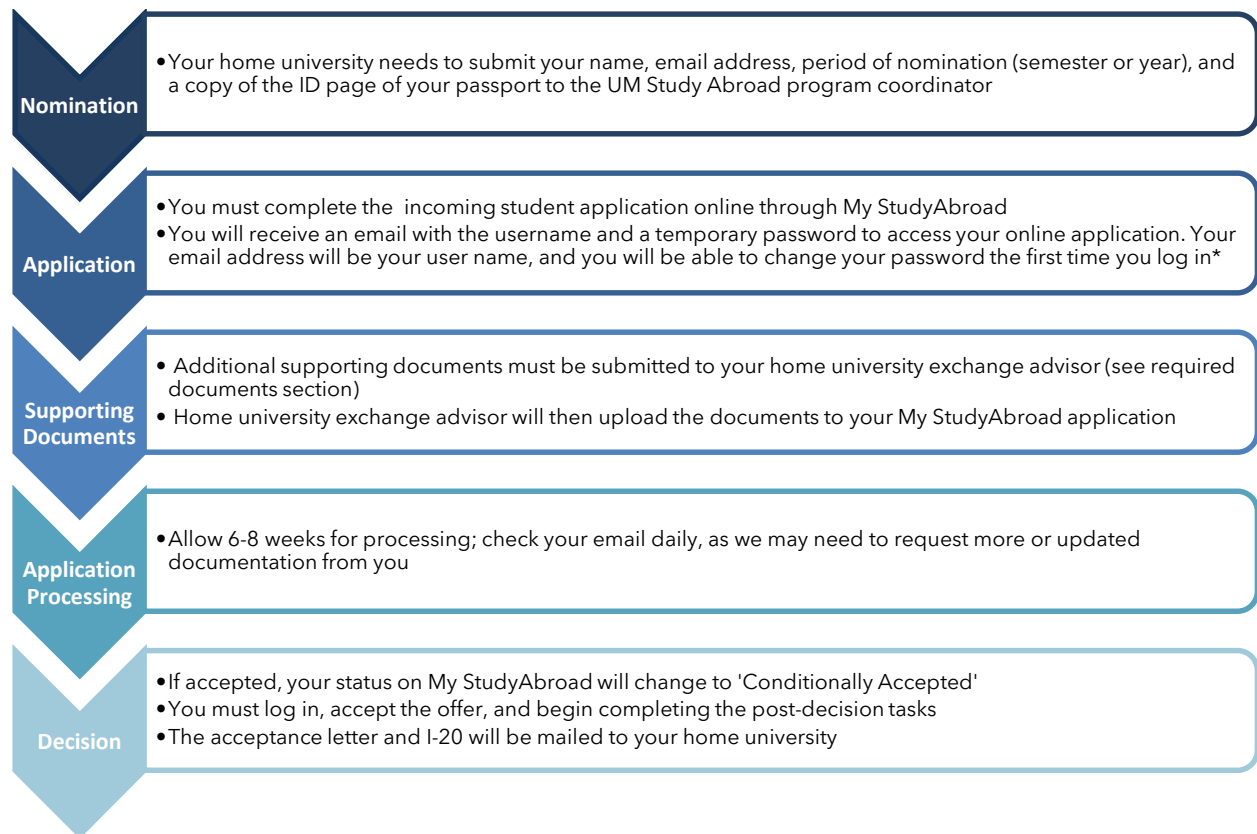 Nomination
•Your home university needs to submit your name, email address, period of nomination (semester or year), and
a copy of the ID page of your passport to the UM Study Abroad program coordinator
Application
•You must complete the  incoming student application online through My StudyAbroad
•You will receive an email with the username and a temporary password to access your online application. Your
email address will be your user name, and you will be able to change your password the first time you log in*
Supporting
Documents
• Additional supporting documents must be submitted to your home university exchange advisor (see required
documents section)
• Home university exchange advisor will then upload the documents to your My StudyAbroad application
Application
Processing
•Allow 6-8 weeks for processing; check your email daily, as we may need to request more or updated
documentation from you
Decision
•If accepted, your status on My StudyAbroad will change to 'Conditionally Accepted'
•You must log in, accept the offer, and begin completing the post-decision tasks
•The acceptance letter and I-20 will be mailed to your home university